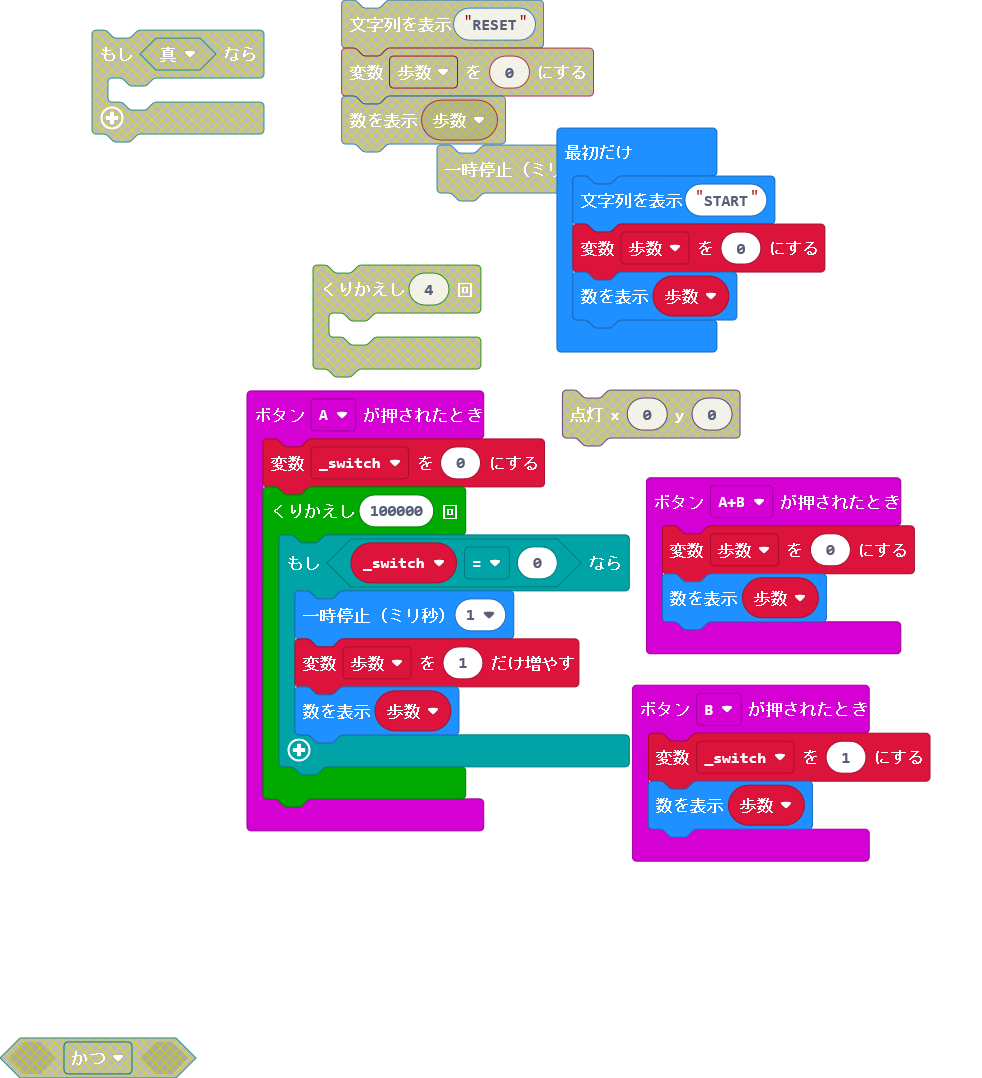 もし 真 なら
文字列を表示 "RESET"
変数 歩数 を 0 にする
数を表示 歩数
一時停止（ミリ
最初だけ
文字列を表示 "START"
変数 歩数 を 0 にする
数を表示 歩数
くりかえし 4 回
点灯 x 0 y 0
ボタン A が押されたとき
変数 _switch を 0 にする
くりかえし 100000 回
もし _switch = 0 なら
一時停止（ミリ秒） 1
変数 歩数 を 1 だけ増やす
数を表示 歩数
ボタン A+B が押されたとき
変数 歩数 を 0 にする
数を表示 歩数
ボタン B が押されたとき
変数 _switch を 1 にする
数を表示 歩数
かつ